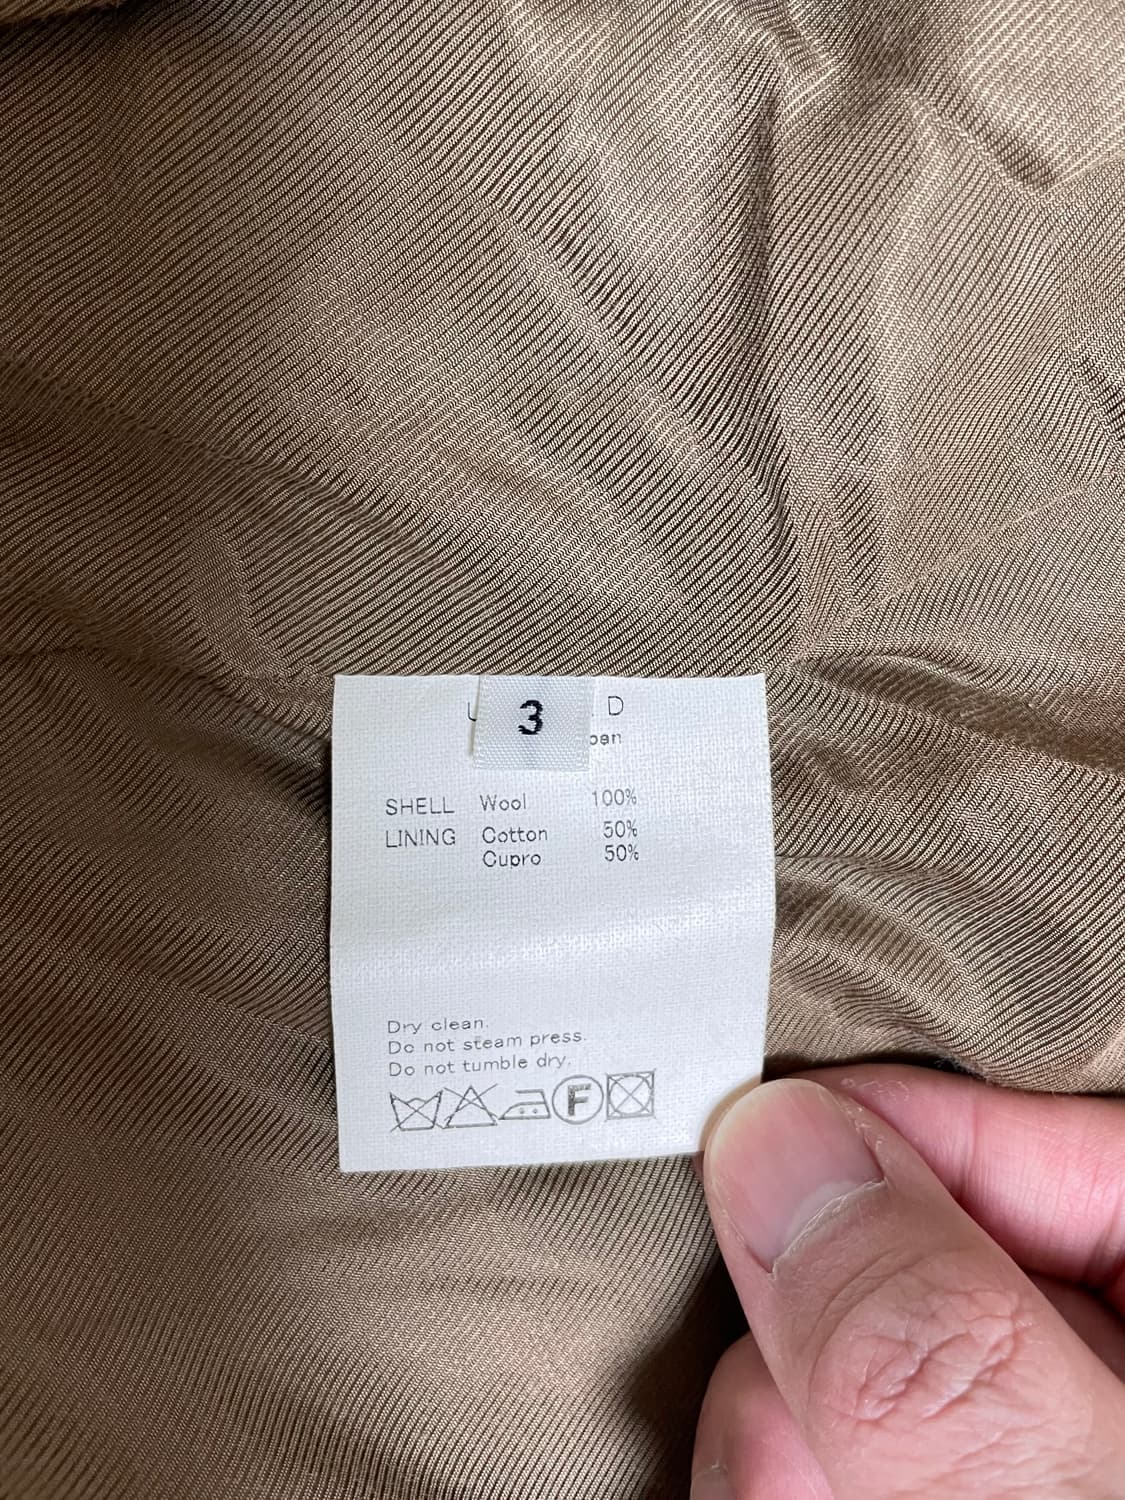 3
D
SHELL Wool 100%
LINING Cotton 50%
Cupro 50%
Dry clean.
Do not steam press.
Do not tumble dry.
F